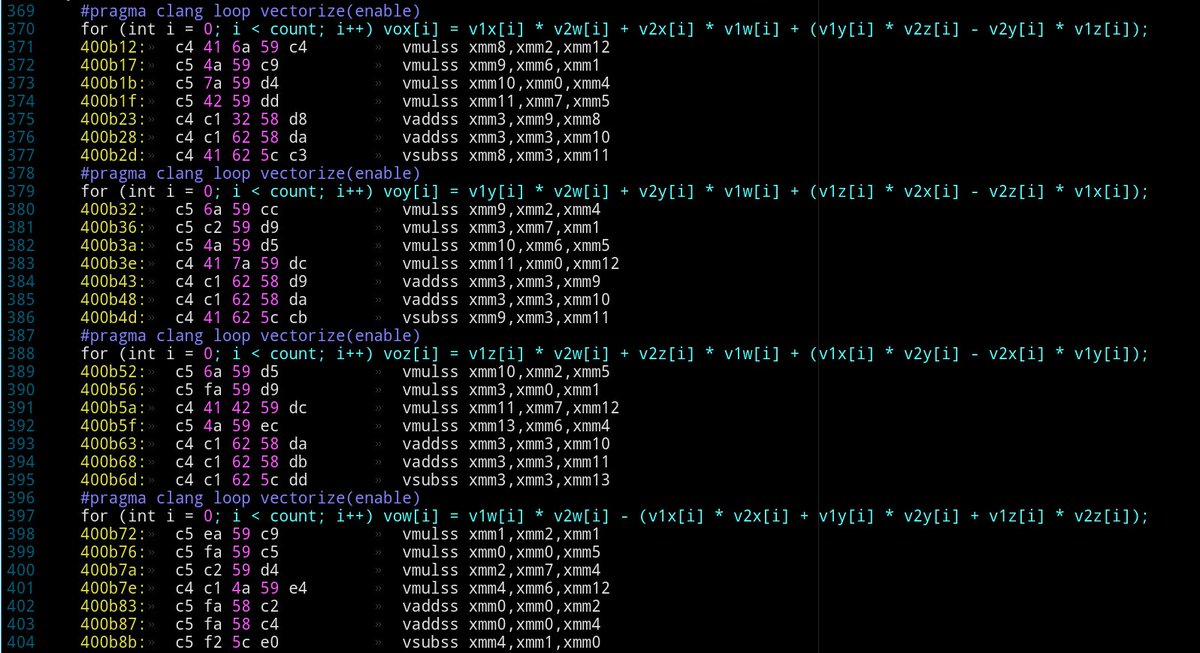 369 #pragma clang loop vectorize(enable)
370 for (int i = 0; i < count; i++) vox[i] = v1x[i] * v2w[i] + v2x[i] * v1w[i] + (v1y[i] * v2z[i] - v2y[i] * v1z[i]);
371 400b12:» c4 41 6a 59 c4 » vmulss xmm8,xmm2,xmm12
372 400b17:» c5 4a 59 c9 » vmulss xmm9,xmm6,xmm1
373 400b1b:» c5 7a 59 d4 » vmulss xmm10,xmm0,xmm4
374 400b1f:» c5 42 59 dd » vmulss xmm11,xmm7,xmm5
375 400b23:» c4 c1 32 58 d8 » vaddss xmm3,xmm9,xmm8
376 400b28:» c4 c1 62 58 da » vaddss xmm3,xmm3,xmm10
377 400b2d:» c4 41 62 5c c3 » vsubss xmm8,xmm3,xmm11
378 #pragma clang loop vectorize(enable)
379 for (int i = 0; i < count; i++) voy[i] = v1y[i] * v2w[i] + v2y[i] * v1w[i] + (v1z[i] * v2x[i] - v2z[i] * v1x[i]);
380 400b32:» c5 6a 59 cc » vmulss xmm9,xmm2,xmm4
381 400b36:» c5 c2 59 d9 » vmulss xmm3,xmm7,xmm1
382 400b3a:» c5 4a 59 d5 » vmulss xmm10,xmm6,xmm5
383 400b3e:» c4 41 7a 59 dc » vmulss xmm11,xmm0,xmm12
384 400b43:» c4 c1 62 58 d9 » vaddss xmm3,xmm3,xmm9
385 400b48:» c4 c1 62 58 da » vaddss xmm3,xmm3,xmm10
386 400b4d:» c4 41 62 5c cb » vsubss xmm9,xmm3,xmm11
387 #pragma clang loop vectorize(enable)
388 for (int i = 0; i < count; i++) voz[i] = v1z[i] * v2w[i] + v2z[i] * v1w[i] + (v1x[i] * v2y[i] - v2x[i] * v1y[i]);
389 400b52:» c5 6a 59 d5 » vmulss xmm10,xmm2,xmm5
390 400b56:» c5 fa 59 d9 » vmulss xmm3,xmm0,xmm1
391 400b5a:» c4 41 42 59 dc » vmulss xmm11,xmm7,xmm12
392 400b5f:» c5 4a 59 ec » vmulss xmm13,xmm6,xmm4
393 400b63:» c4 c1 62 58 da » vaddss xmm3,xmm3,xmm10
394 400b68:» c4 c1 62 58 db » vaddss xmm3,xmm3,xmm11
395 400b6d:» c4 c1 62 5c dd » vsubss xmm3,xmm3,xmm13
396 #pragma clang loop vectorize(enable)
397 for (int i = 0; i < count; i++) vow[i] = v1w[i] * v2w[i] - (v1x[i] * v2x[i] + v1y[i] * v2y[i] + v1z[i] * v2z[i]);
398 400b72:» c5 ea 59 c9 » vmulss xmm1,xmm2,xmm1
399 400b76:» c5 fa 59 c5 » vmulss xmm0,xmm0,xmm5
400 400b7a:» c5 c2 59 d4 » vmulss xmm2,xmm7,xmm4
401 400b7e:» c4 c1 4a 59 e4 » vmulss xmm4,xmm6,xmm12
402 400b83:» c5 fa 58 c2 » vaddss xmm0,xmm0,xmm2
403 400b87:» c5 fa 58 c4 » vaddss xmm0,xmm0,xmm4
404 400b8b:» c5 f2 5c e0 » vsubss xmm4,xmm1,xmm0